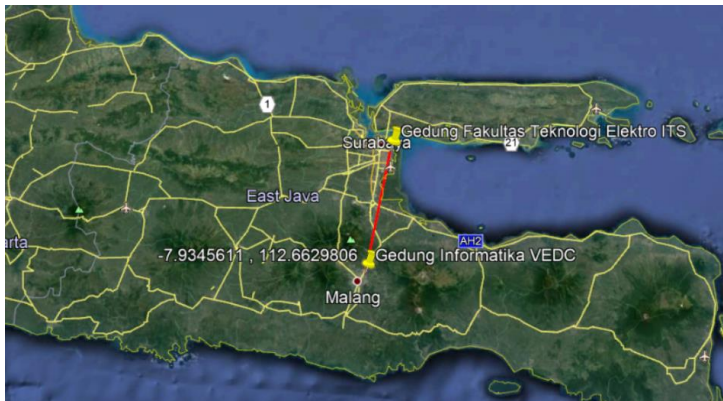 1
Gedung Fakultas Teknologi Elektro ITS
Surabaya
21
East Java
arta
AH2
-7.9345611 , 112.6629806
Gedung Informatika VEDC
Malang